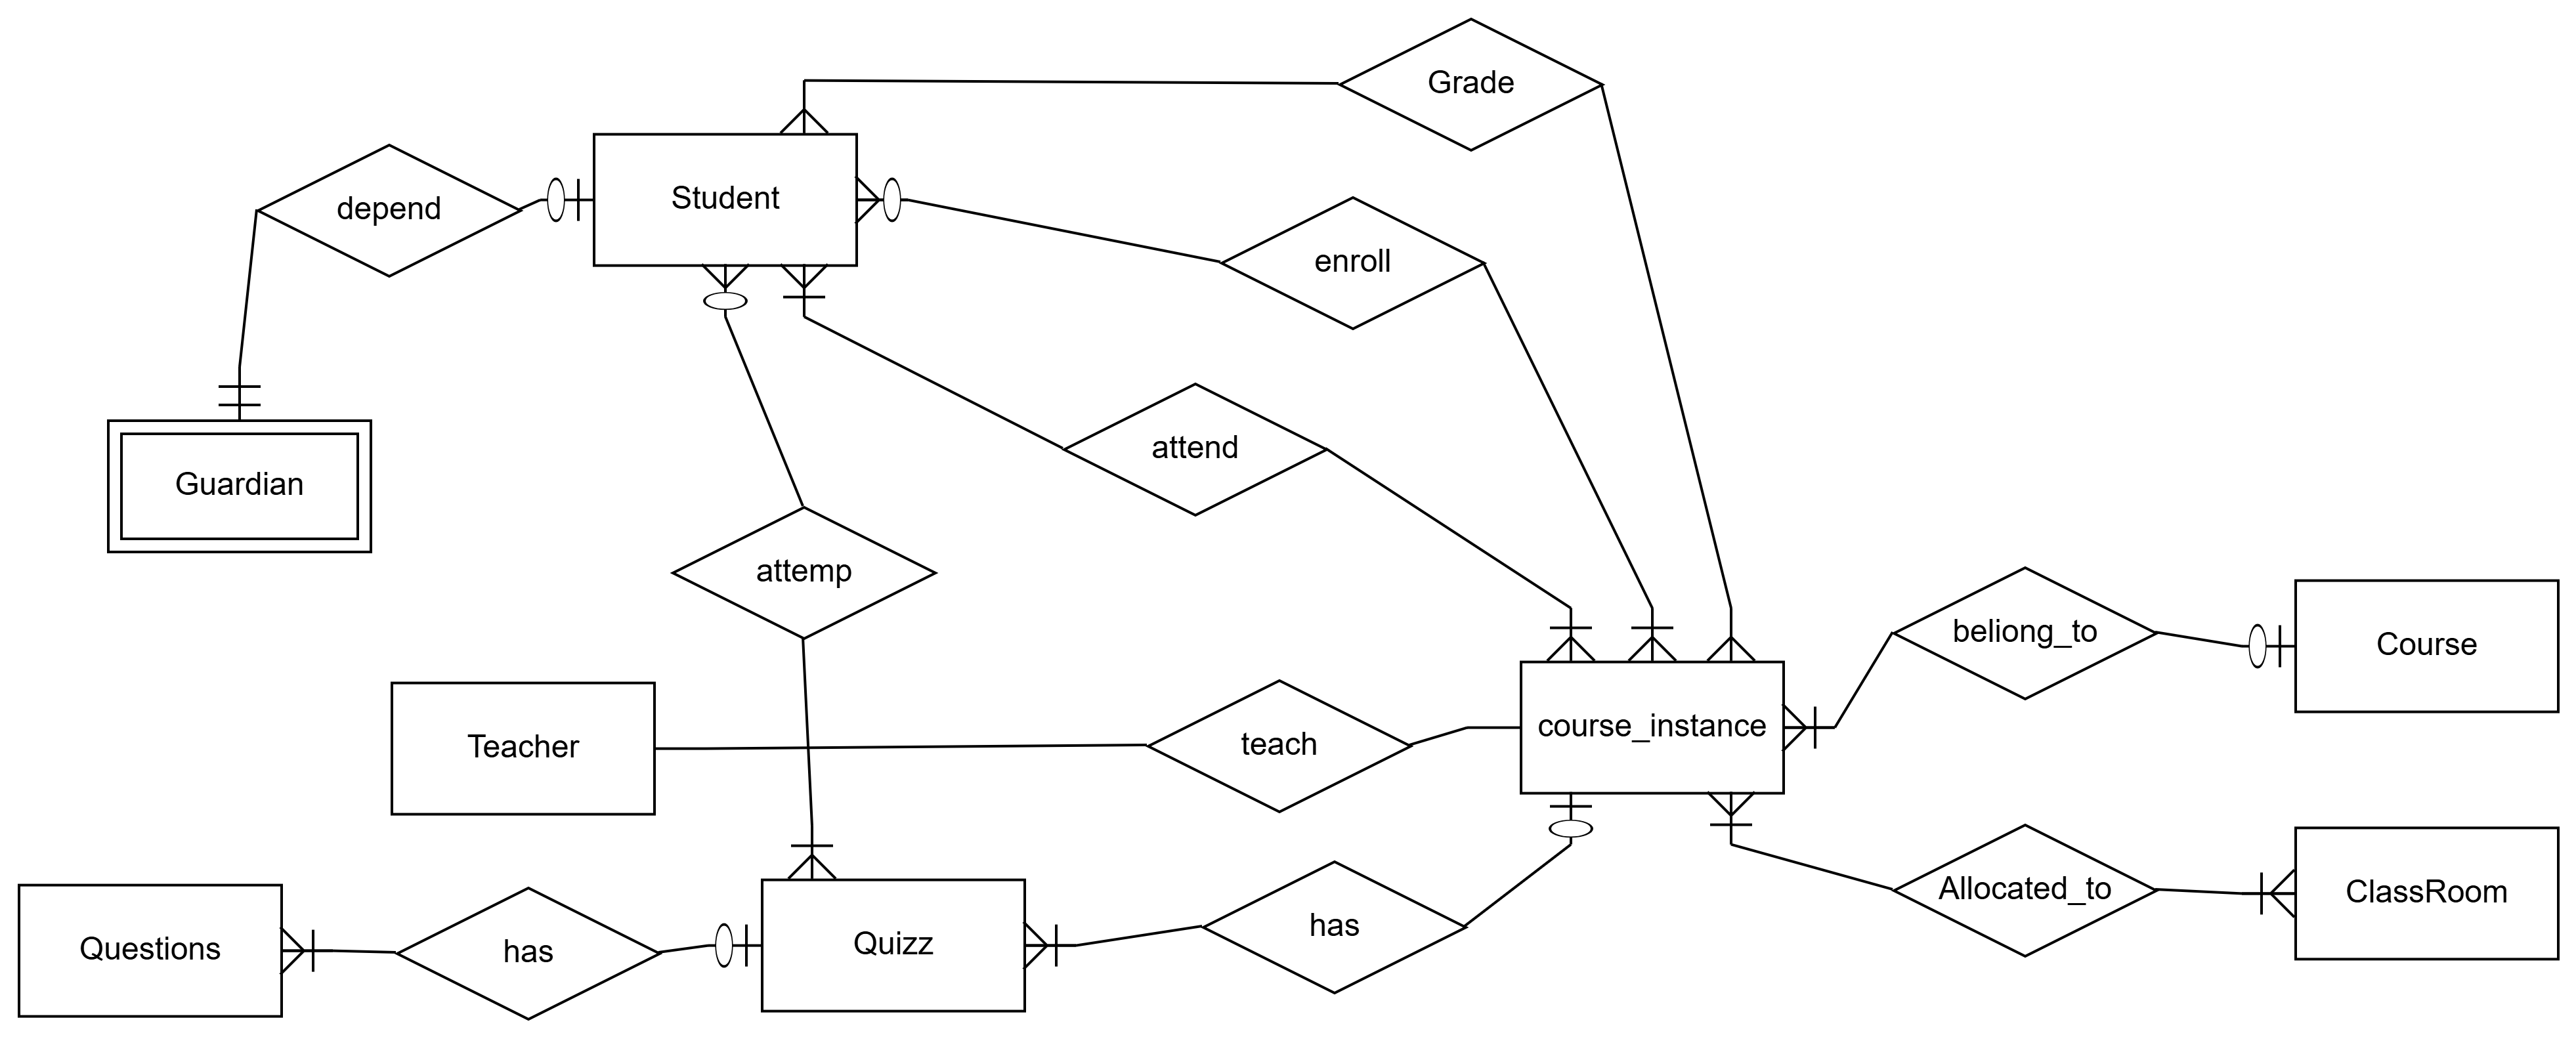 Grade
Student
depend
enroll
attend
Guardian
attemp
beliong_to
Course
course_instance
Teacher
teach
Allocated_to
ClassRoom
has
Quizz
Questions
has